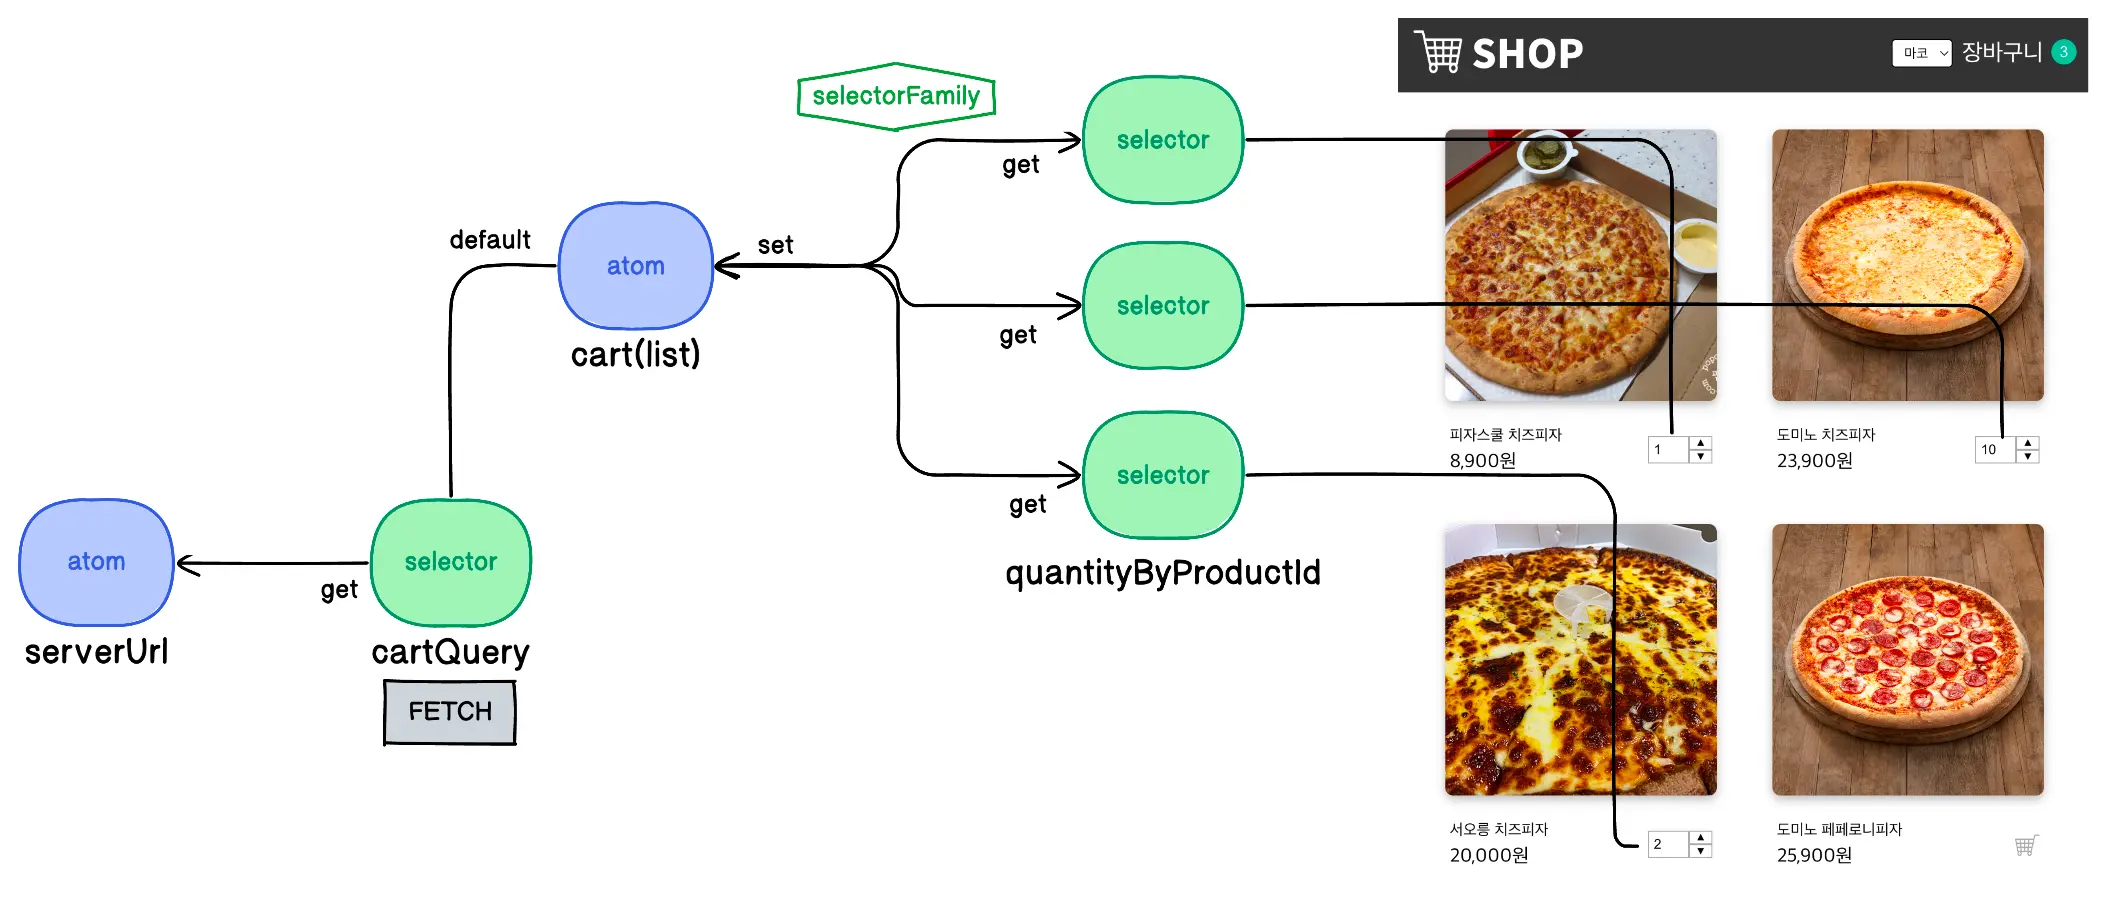 SHOP
마코
장바구니
3
selectorFamily
selector
get
default
atom
set
cart(list)
selector
get
selector
get
quantityByProductId
atom
get
selector
serverUrl
cartQuery
FETCH
피자스쿨 치즈피자
8,900원
1
도미노 치즈피자
23,900원
10
서오릉 치즈피자
20,000원
2
도미노 페페로니피자
25,900원